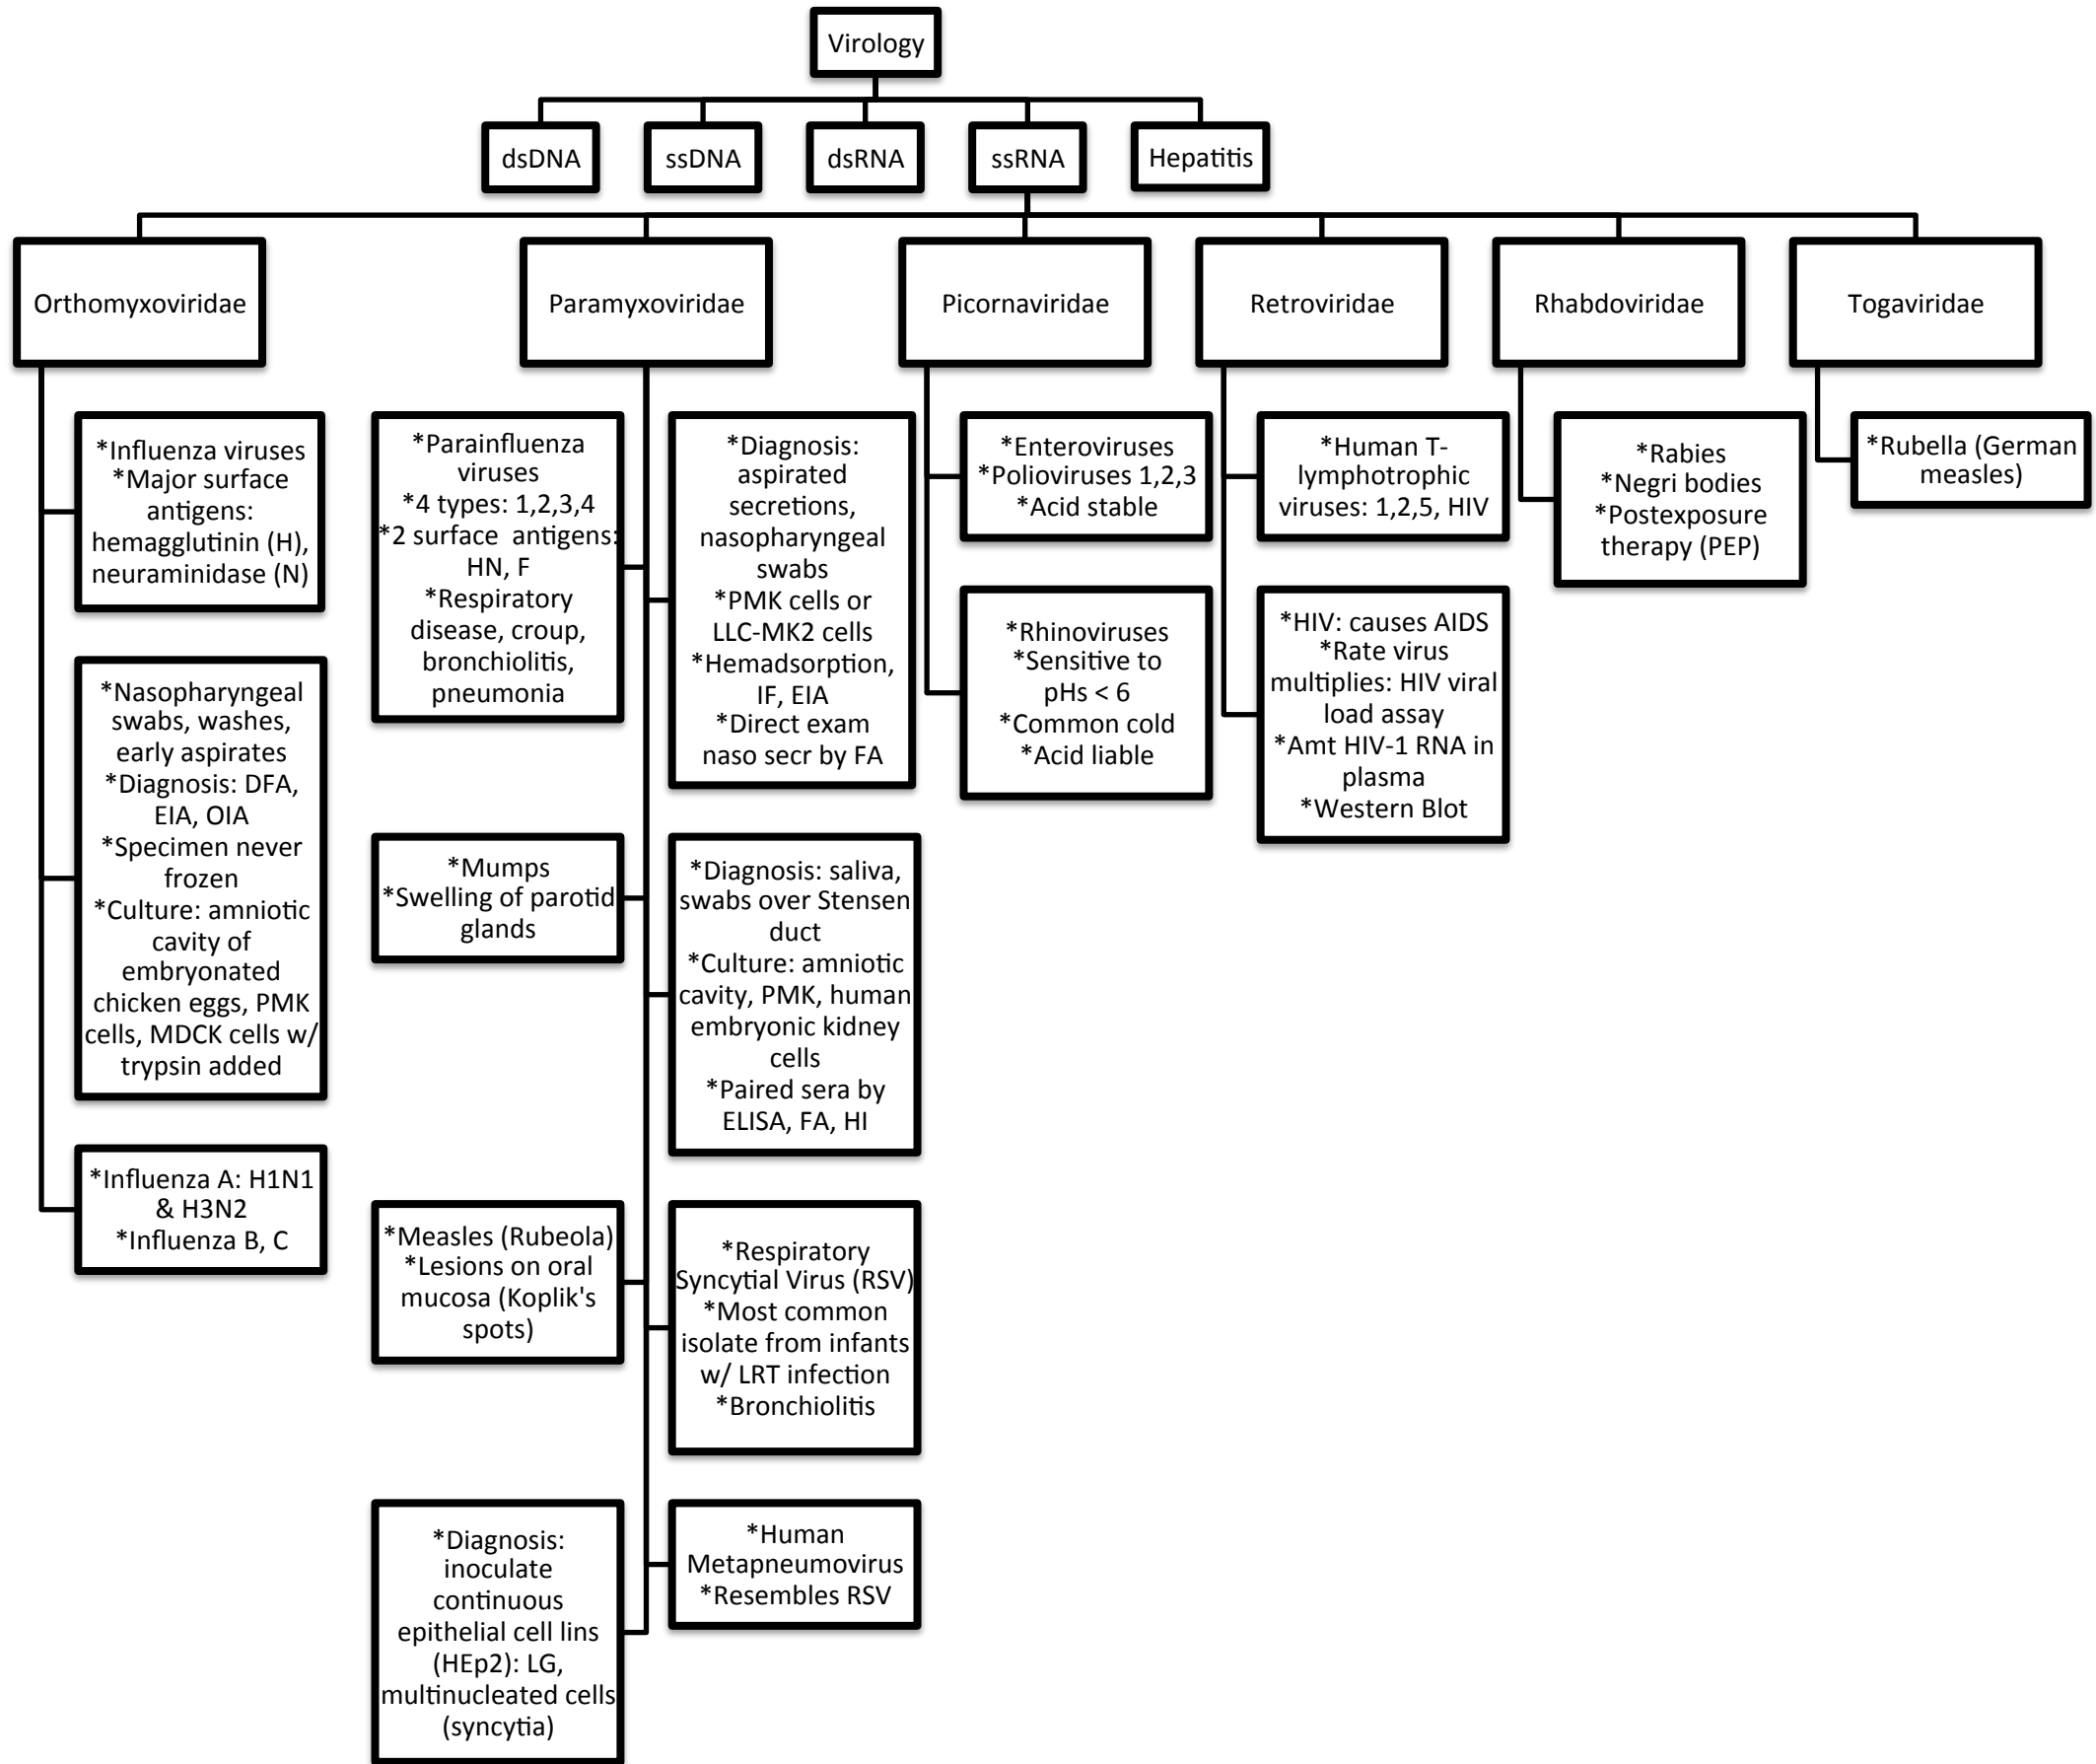 Virology
dsDNA
ssDNA
dsRNA
ssRNA
Hepatitis
Orthomyxoviridae
Paramyxoviridae
Picornaviridae
Retroviridae
Rhabdoviridae
Togaviridae
*Influenza viruses
*Major surface
antigens:
hemagglutinin (H),
neuraminidase (N)
*Nasopharyngeal
swabs, washes,
early aspirates
*Diagnosis: DFA,
EIA, OIA
*Specimen never
frozen
*Culture: amniotic
cavity of
embryonated
chicken eggs, PMK
cells, MDCK cells w/
trypsin added
*Influenza A: H1N1
& H3N2
*Influenza B, C
*Parainfluenza
viruses
*4 types: 1,2,3,4
*2 surface antigens:
HN, F
*Respiratory
disease, croup,
bronchiolitis,
pneumonia
*Diagnosis:
aspirated
secretions,
nasopharyngeal
swabs
*PMK cells or
LLC-MK2 cells
*Hemadsorption,
IF, EIA
*Direct exam
naso secr by FA
*Mumps
*Swelling of parotid
glands
*Diagnosis: saliva,
swabs over Stensen
duct
*Culture: amniotic
cavity, PMK, human
embryonic kidney
cells
*Paired sera by
ELISA, FA, HI
*Measles (Rubeola)
*Lesions on oral
mucosa (Koplik's
spots)
*Respiratory
Syncytial Virus (RSV)
*Most common
isolate from infants
w/ LRT infection
*Bronchiolitis
*Diagnosis:
inoculate
continuous
epithelial cell lins
(HEp2): LG,
multinucleated cells
(syncytia)
*Human
Metapneumovirus
*Resembles RSV
*Enteroviruses
*Polioviruses 1,2,3
*Acid stable
*Rhinoviruses
*Sensitive to
pHs < 6
*Common cold
*Acid liable
*Human T-
lymphotrophic
viruses: 1,2,5, HIV
*HIV: causes AIDS
*Rate virus
multiplies: HIV viral
load assay
*Amt HIV-1 RNA in
plasma
*Western Blot
*Rabies
*Negri bodies
*Postexposure
therapy (PEP)
*Rubella (German
measles)